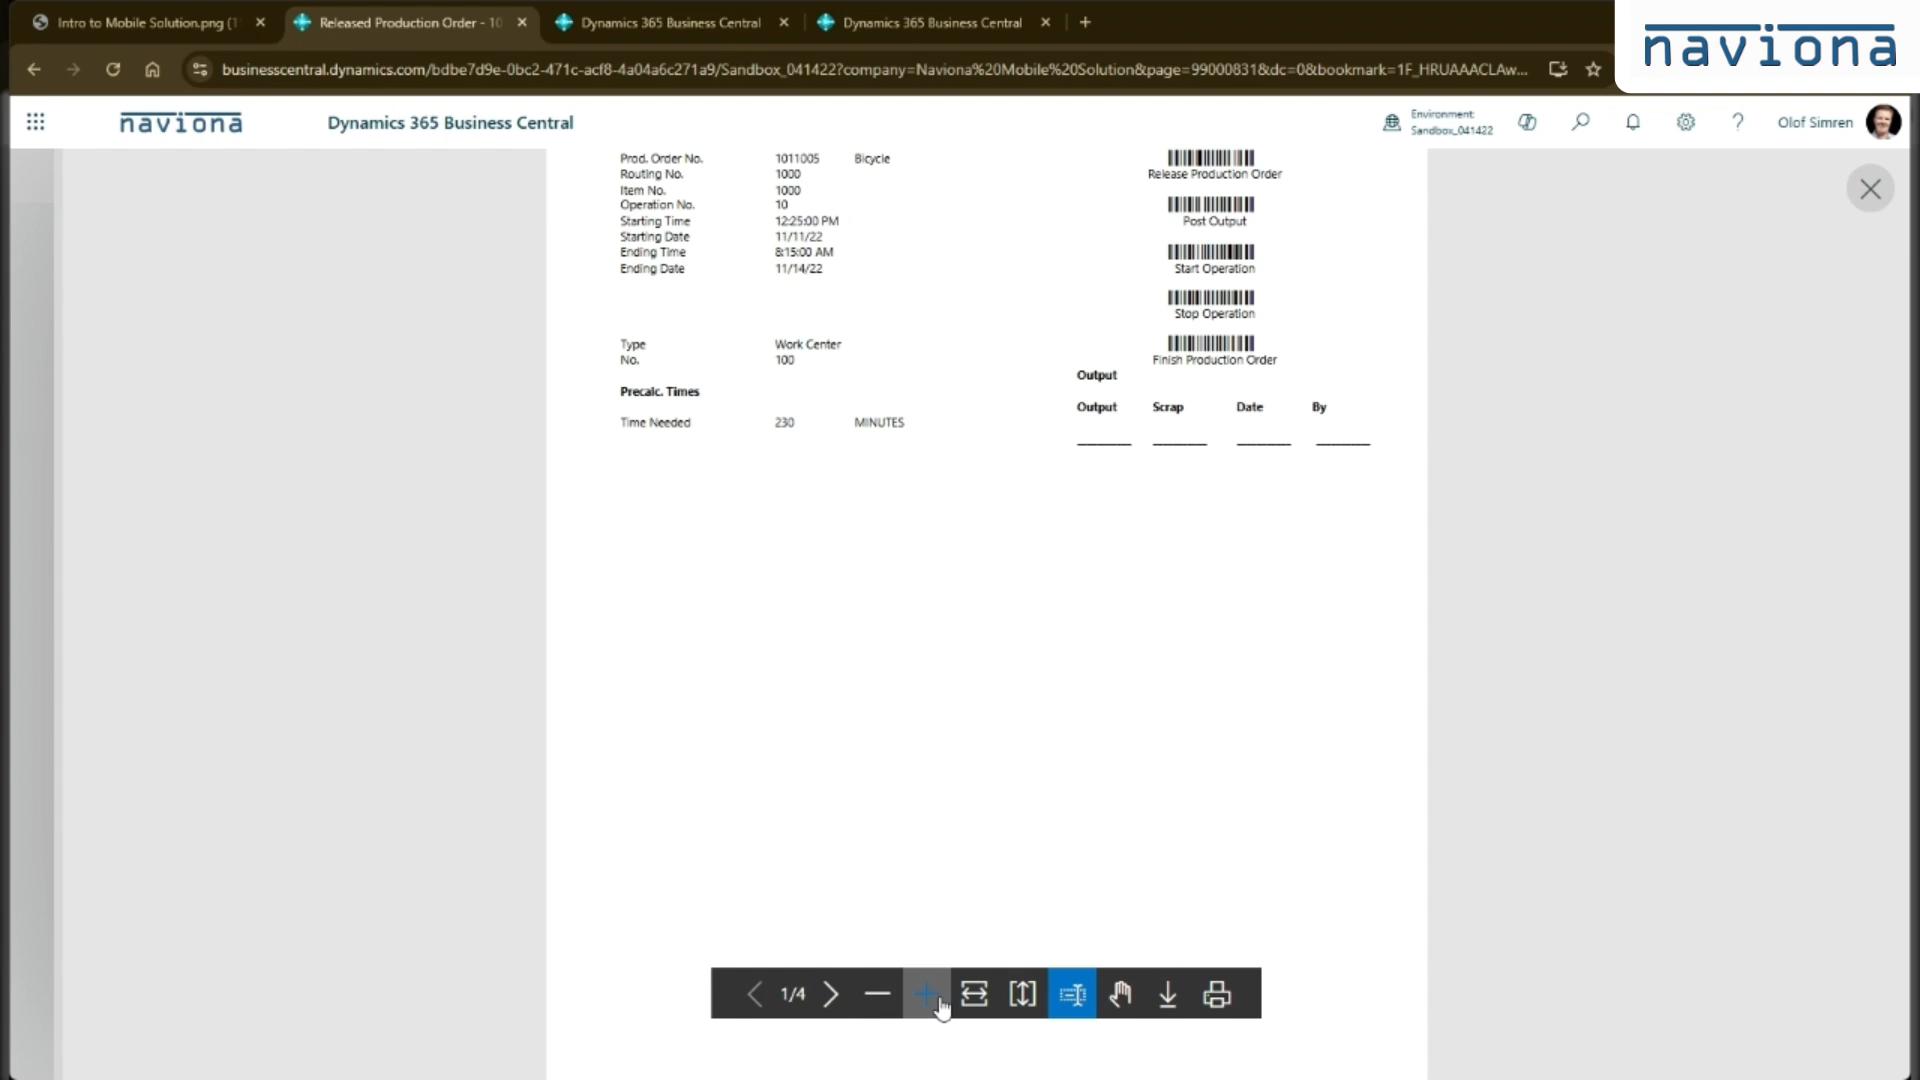 Intro to Mobile Solution.png (1
Released Production Order - 10
Dynamics 365 Business Central
Dynamics 365 Business Central
naviona
businesscentral.dynamics.com/bdbe7d9e-0bc2-471c-acf8-4a04a6c271a9/Sandbox_041422?company=Naviona%20Mobile%20Solution&page=99000831&dc=0&bookmark=1F_HRUAAACLAw...
naviona
Dynamics 365 Business Central
Environment:
Sandbox_041422
Olof Simren
Prod. Order No. 1011005 Bicycle
Routing No. 1000
Item No. 1000
Operation No. 10
Starting Time 12:25:00 PM
Starting Date 11/11/22
Ending Time 8:15:00 AM
Ending Date 11/14/22
Release Production Order
Post Output
Start Operation
Stop Operation
Type Work Center
No. 100
Finish Production Order
Output
Precalc. Times
Output Scrap Date By
Time Needed 230 MINUTES
1/4